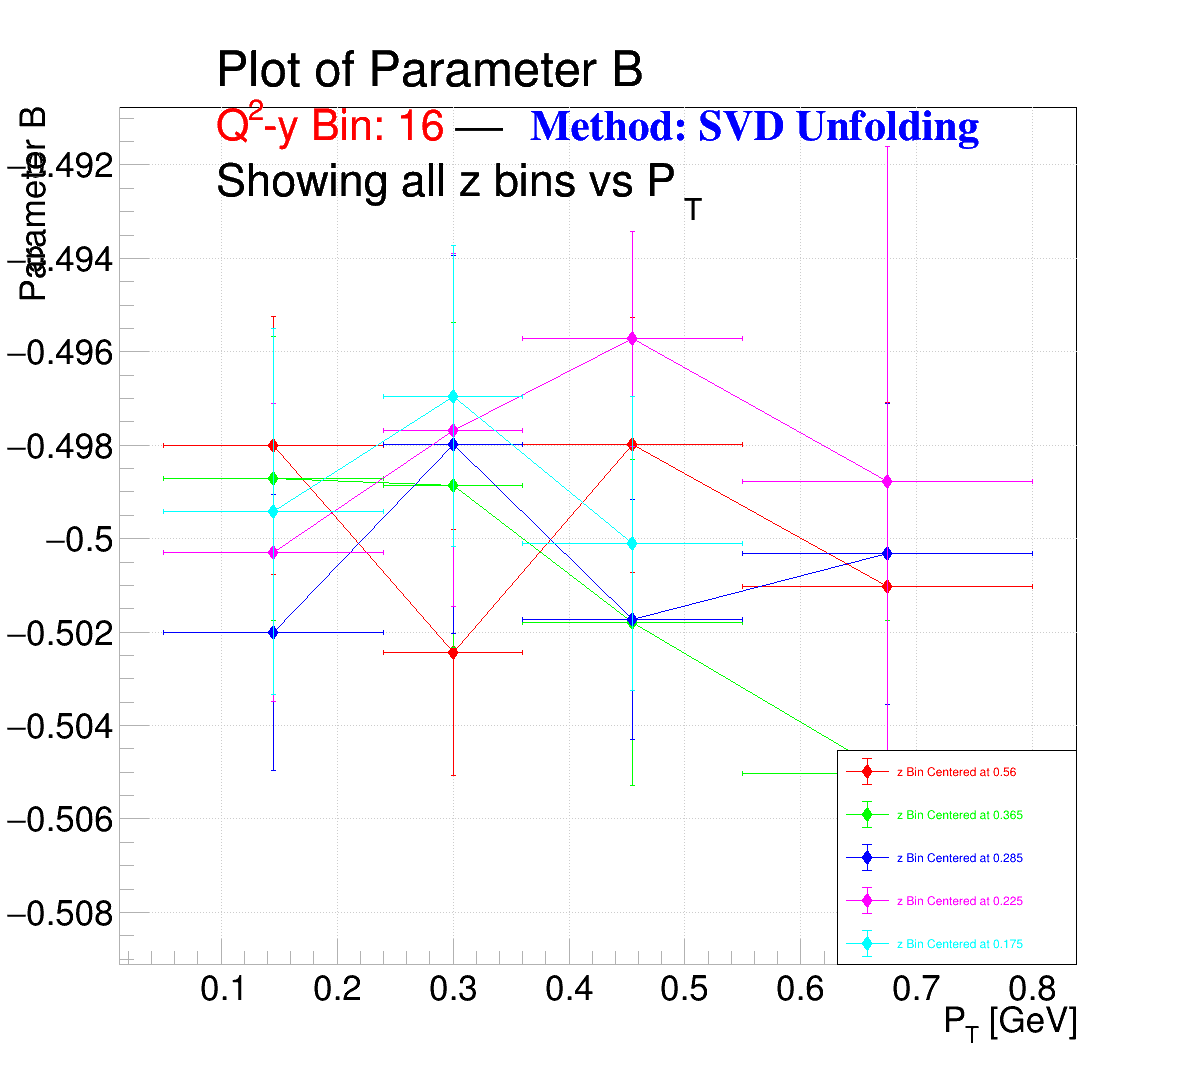 Plot of Parameter B
Q2-y Bin: 16 — Method: SVD Unfolding
Showing all z bins vs PT
Parameter B
−0.492
−0.494
−0.496
−0.498
−0.5
−0.502
−0.504
−0.506
−0.508
z Bin Centered at 0.56
z Bin Centered at 0.365
z Bin Centered at 0.285
z Bin Centered at 0.225
z Bin Centered at 0.175
0.1 0.2 0.3 0.4 0.5 0.6 0.7 0.8
PT [GeV]